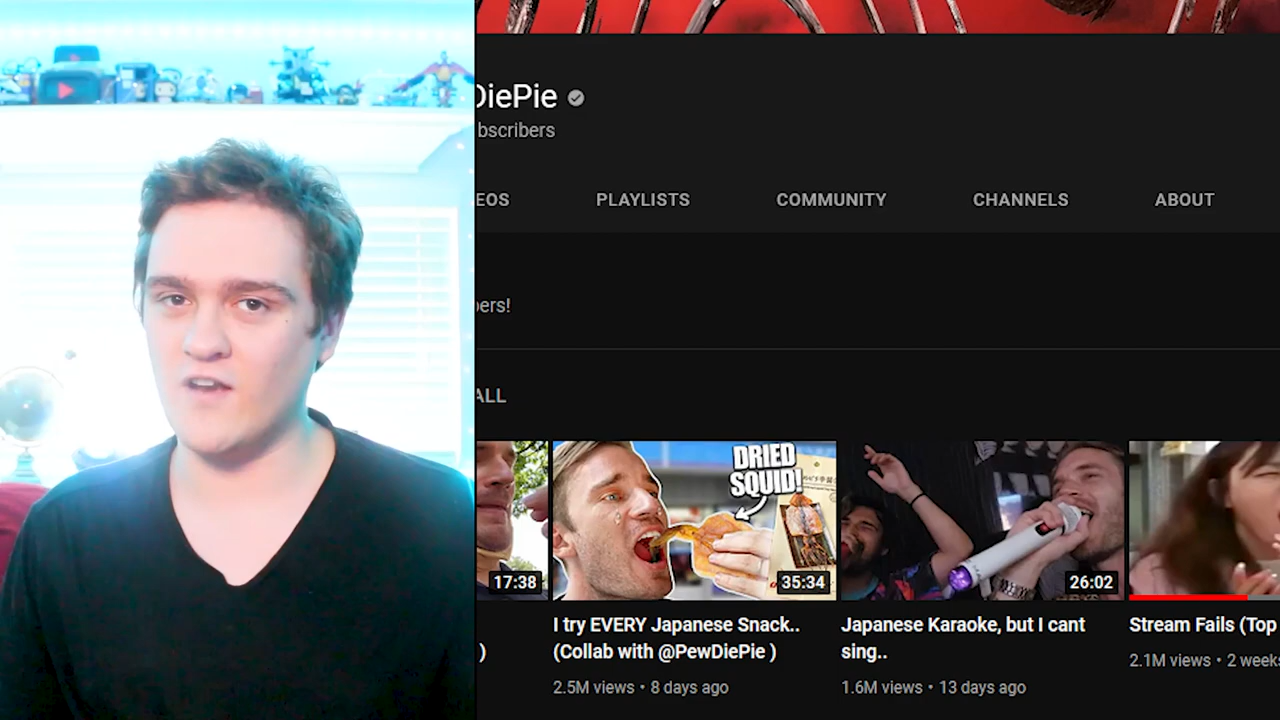 DiePie
bscribers
EOS
PLAYLISTS
COMMUNITY
CHANNELS
ABOUT
bers!
ALL
17:38
DRIED
SQUID!
35:34
26:02
)
I try EVERY Japanese Snack..
(Collab with @PewDiePie )
2.5M views • 8 days ago
Japanese Karaoke, but I cant
sing..
1.6M views • 13 days ago
Stream Fails (Top
2.1M views • 2 weeks